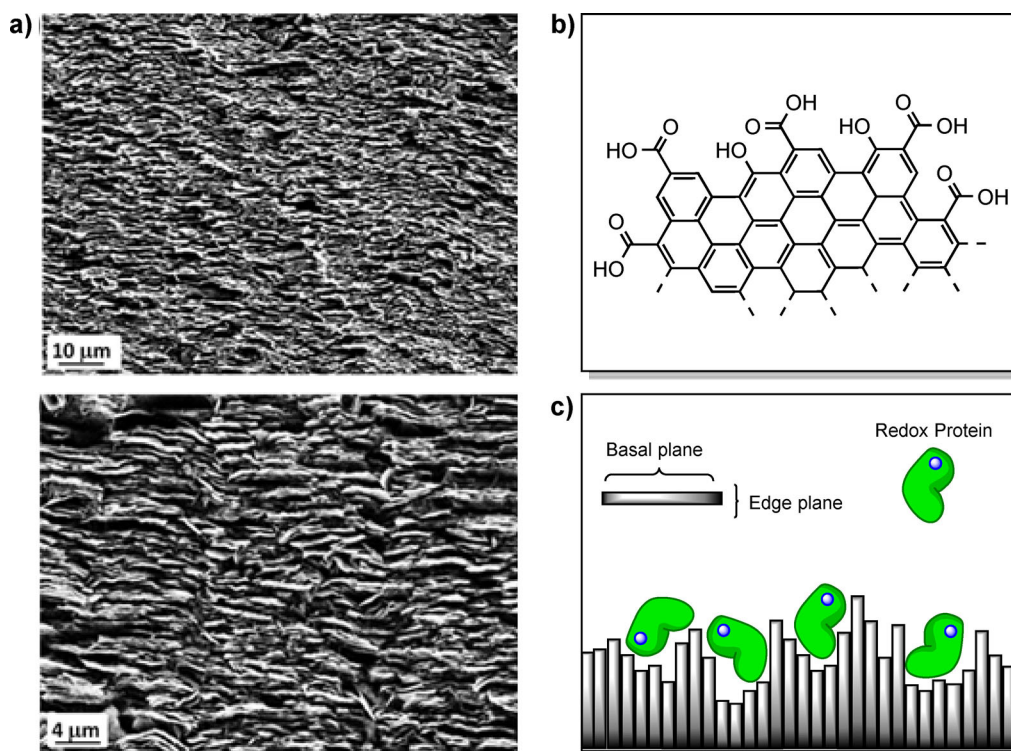 a)
10 µm
4 µm
b)
OH
O
O
HO
HO
O
OH
HO
O
OH
O
HO
c)
Redox Protein
Basal plane
Edge plane